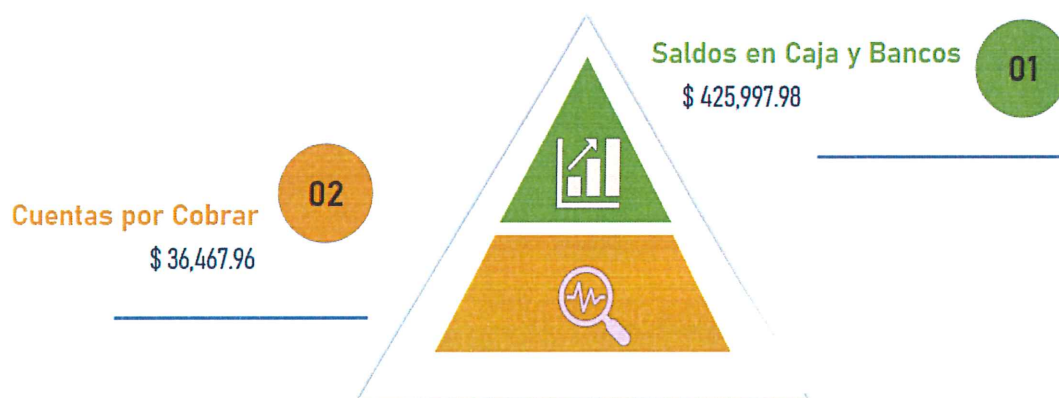 Saldos en Caja y Bancos
01
$ 425,997.98
02
Cuentas por Cobrar
$ 36,467.96